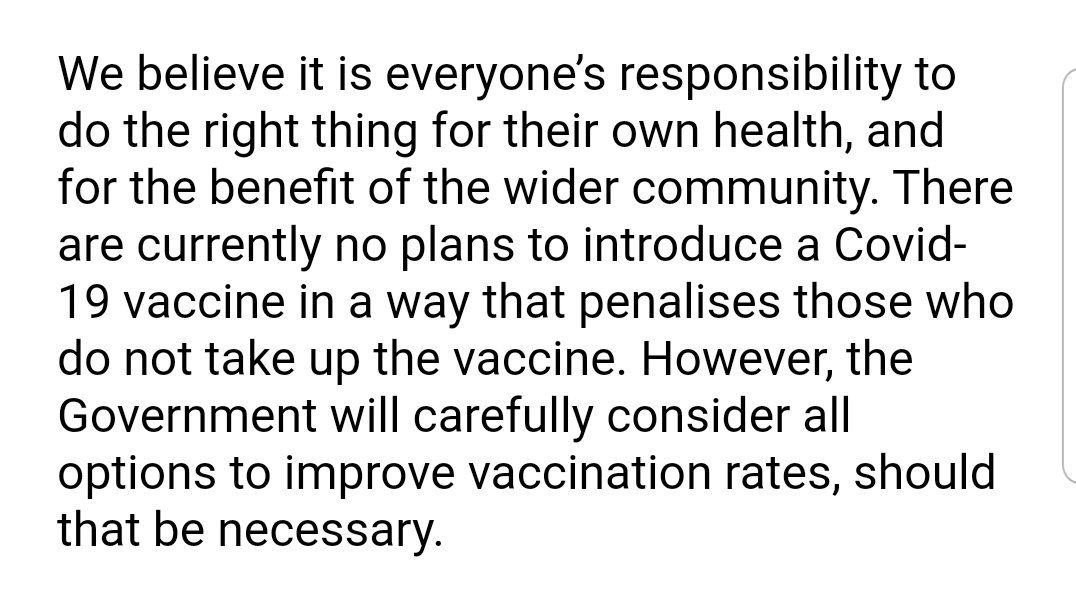 We believe it is everyone’s responsibility to
do the right thing for their own health, and
for the benefit of the wider community. There
are currently no plans to introduce a Covid-
19 vaccine in a way that penalises those who
do not take up the vaccine. However, the
Government will carefully consider all
options to improve vaccination rates, should
that be necessary.